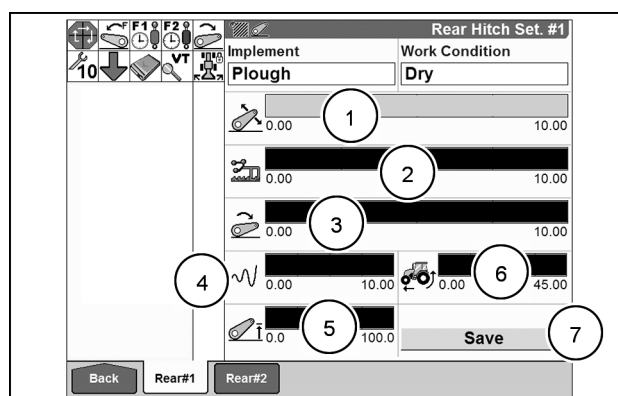 F F1 F2
10 VT
Rear Hitch Set. #1
Implement Work Condition
Plough Dry
1
0.00 10.00
2
0.00 10.00
3
0.00 10.00
4 0.00 10.00
6 0.00 45.00
5 0.0 100.0
Save 7
Back Rear#1 Rear#2